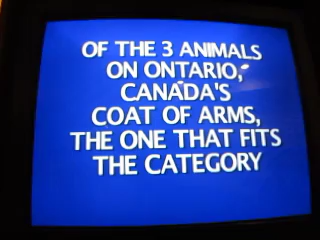 OF THE 3 ANIMALS
ON ONTARIO,
CANADA'S
COAT OF ARMS,
THE ONE THAT FITS
THE CATEGORY